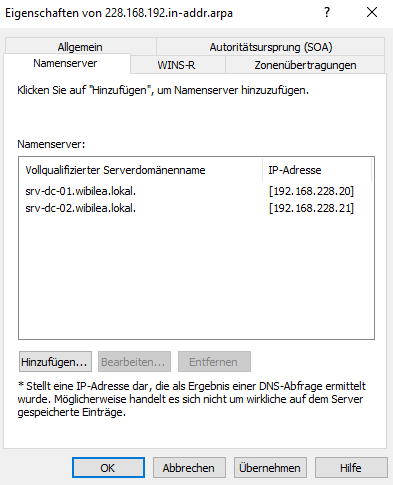 Eigenschaften von 228.168.192.in-addr.arpa ? ×
Allgemein Autoritätsursprung (SOA)
Namenserver WINS-R Zonenübertragungen
Klicken Sie auf "Hinzufügen", um Namenserver hinzuzufügen.
Namenserver:
Vollqualifizierter Serverdomänenname IP-Adresse
srv-dc-01.wibilea.lokal. [192.168.228.20]
srv-dc-02.wibilea.lokal. [192.168.228.21]
Hinzufügen... Bearbeiten... Entfernen
* Stellt eine IP-Adresse dar, die als Ergebnis einer DNS-Abfrage ermittelt
wurde. Möglicherweise handelt es sich nicht um wirkliche auf dem Server
gespeicherte Einträge.
OK Abbrechen Übernehmen Hilfe